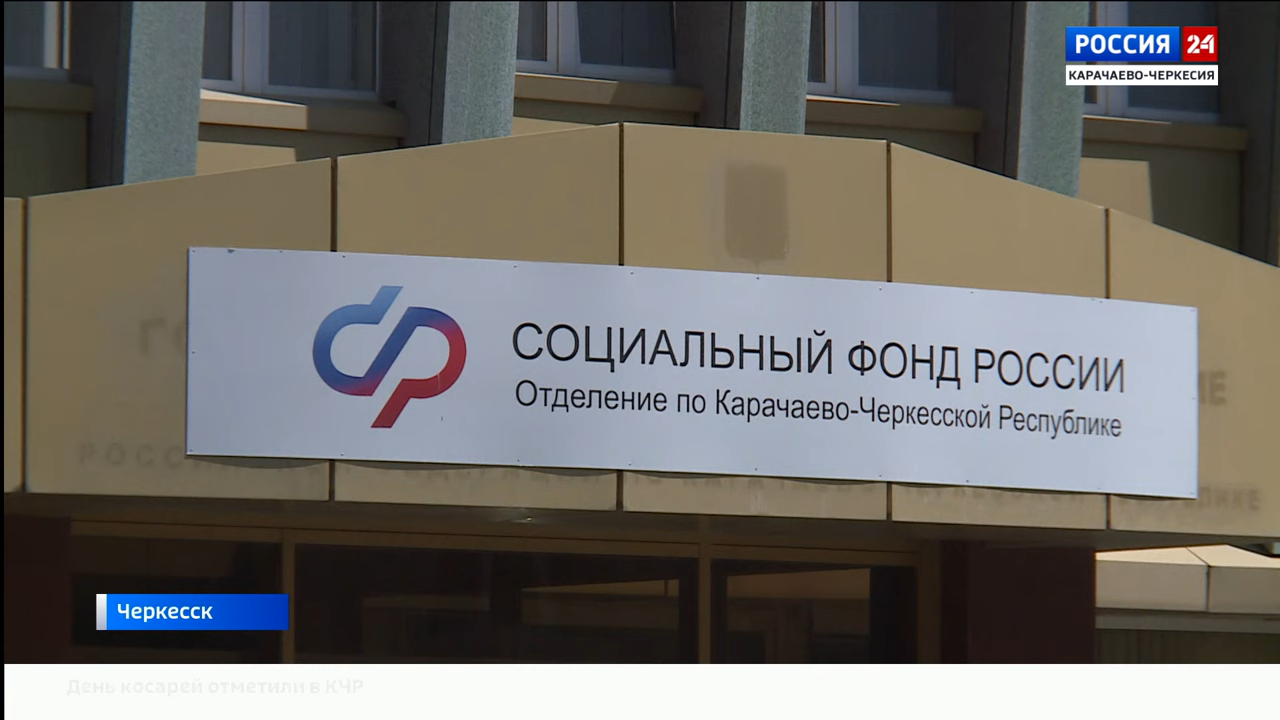 РОССИЯ 24
КАРАЧАЕВО-ЧЕРКЕСИЯ
СОЦИАЛЬНЫЙ ФОНД РОССИИ
Отделение по Карачаево-Черкесской Республике
Черкесск
День косарей отметили в КЧР